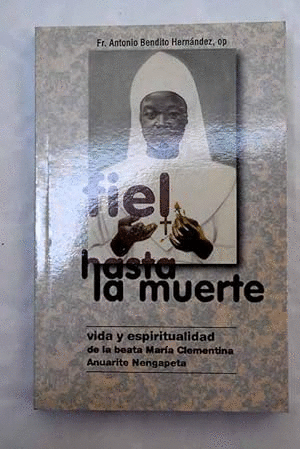 Fr. Antonio Bendito Hernández, op
fiel
hasta
la muerte
vida y espiritualidad
de la beata María Clementina
Anuarite Nengapeta